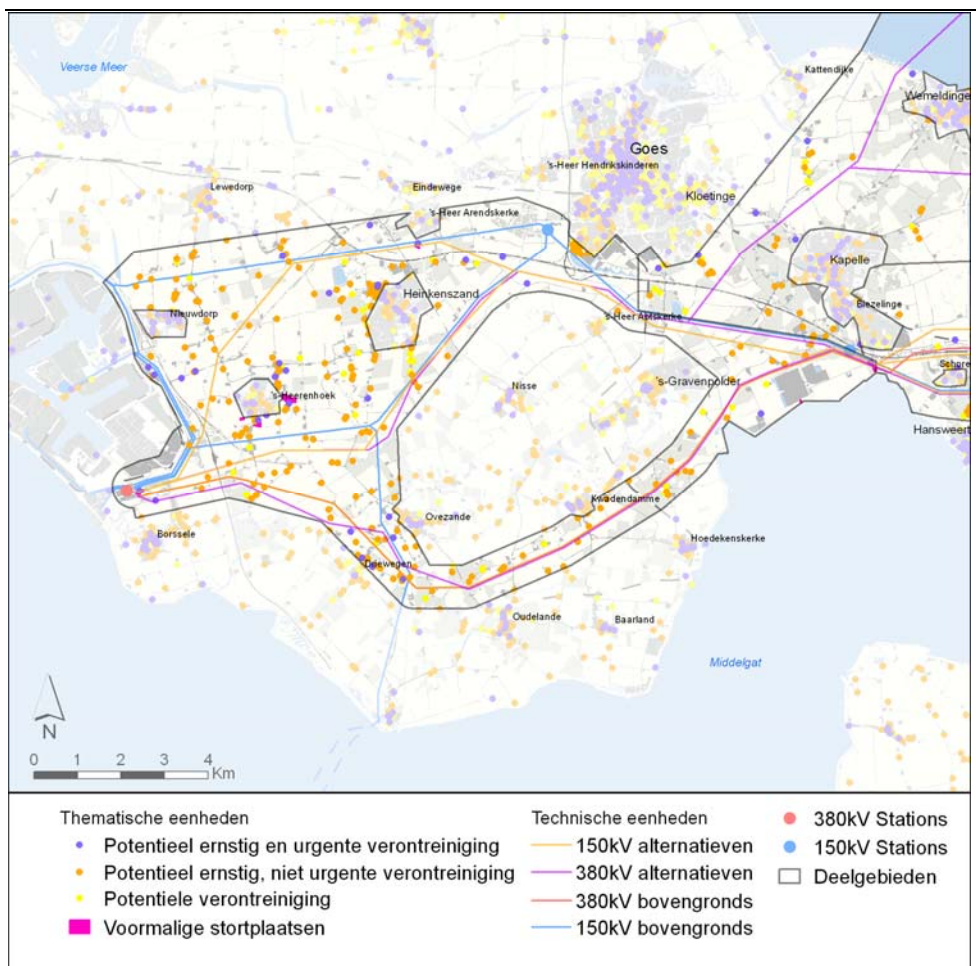 Veerse Meer
Kattendijke
Wemeldinge
Goes
's-Heer Hendrikskinderen
Lewedorp
Eindewege
Kloetinge
's-Heer Arendskerke
Kapelle
Heinkenszand
Nieuwdorp
Biezelinge
's-Heer Abtskerke
Schore
Nisse
's-Gravenpolder
's-Heerenhoek
Hansweert
Kwadendamme
Ovezande
Borssele
Hoedekenskerke
Driewegen
Oudelande
Baarland
Middelgat
N
0 1 2 3 4
Km
Thematische eenheden
Potentieel ernstig en urgente verontreiniging
Potentieel ernstig, niet urgente verontreiniging
Potentiele verontreiniging
Voormalige stortplaatsen
Technische eenheden
150kV alternatieven
380kV alternatieven
380kV bovengronds
150kV bovengronds
380kV Stations
150kV Stations
Deelgebieden